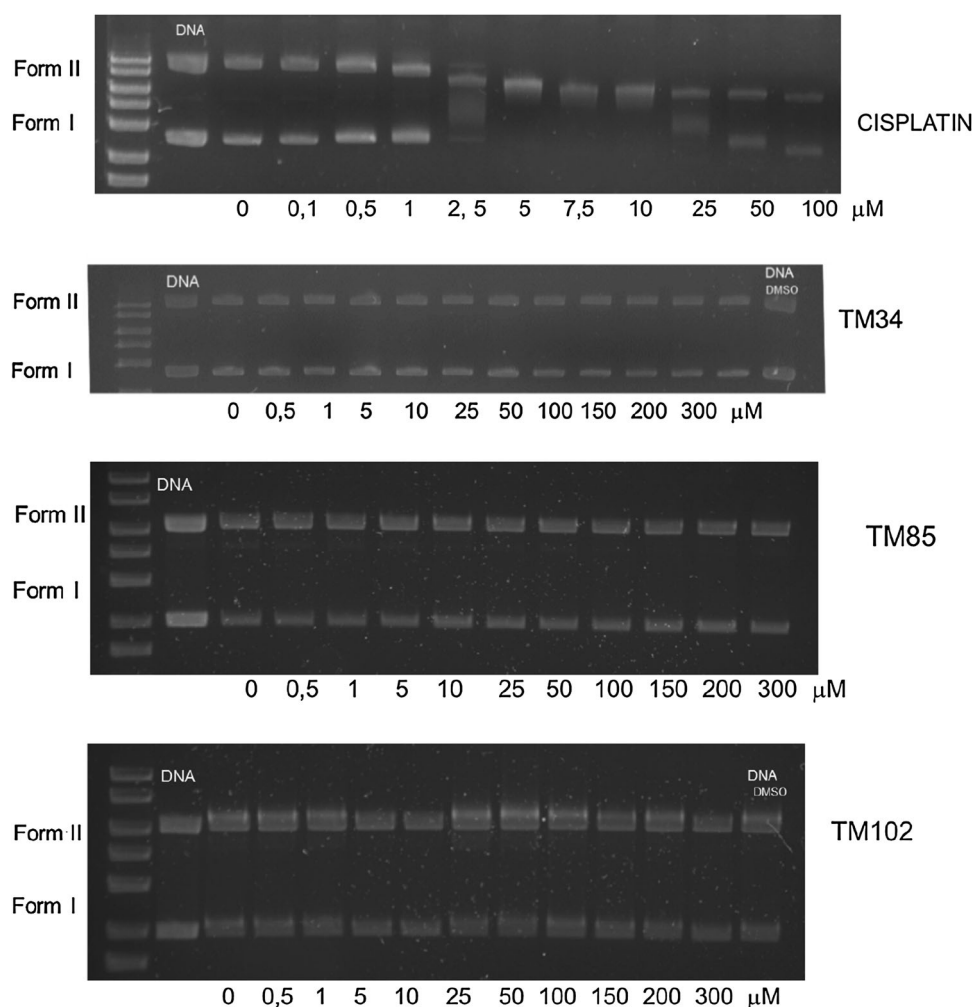 DNA
Form II
Form I
CISPLATIN
0 0,1 0,5 1 2, 5 5 7,5 10 25 50 100 μM
DNA
DNA
DMSO
Form II
TM34
Form I
0 0,5 1 5 10 25 50 100 150 200 300 μM
DNA
Form II
TM85
Form I
0 0,5 1 5 10 25 50 100 150 200 300 μM
DNA
DNA
DMSO
Form II
TM102
Form I
0 0,5 1 5 10 25 50 100 150 200 300 μM